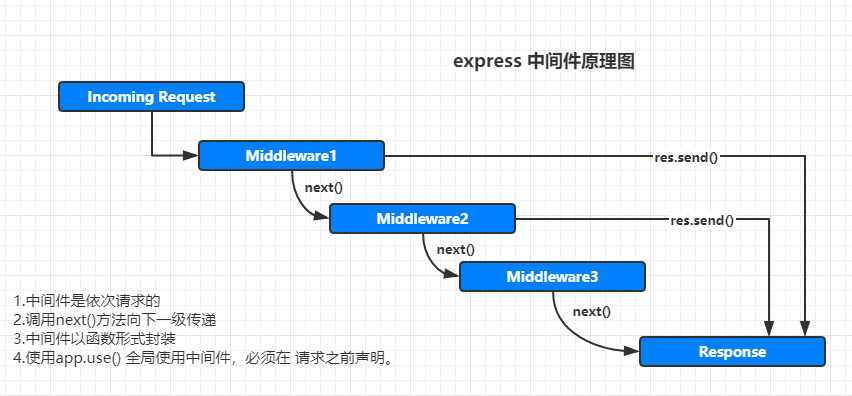 express 中间件原理图
Incoming Request
Middleware1
res.send()
next()
Middleware2
res.send()
next()
Middleware3
next()
Response
1.中间件是依次请求的
2.调用next()方法向下一级传递
3.中间件以函数形式封装
4.使用app.use() 全局使用中间件，必须在 请求之前声明。